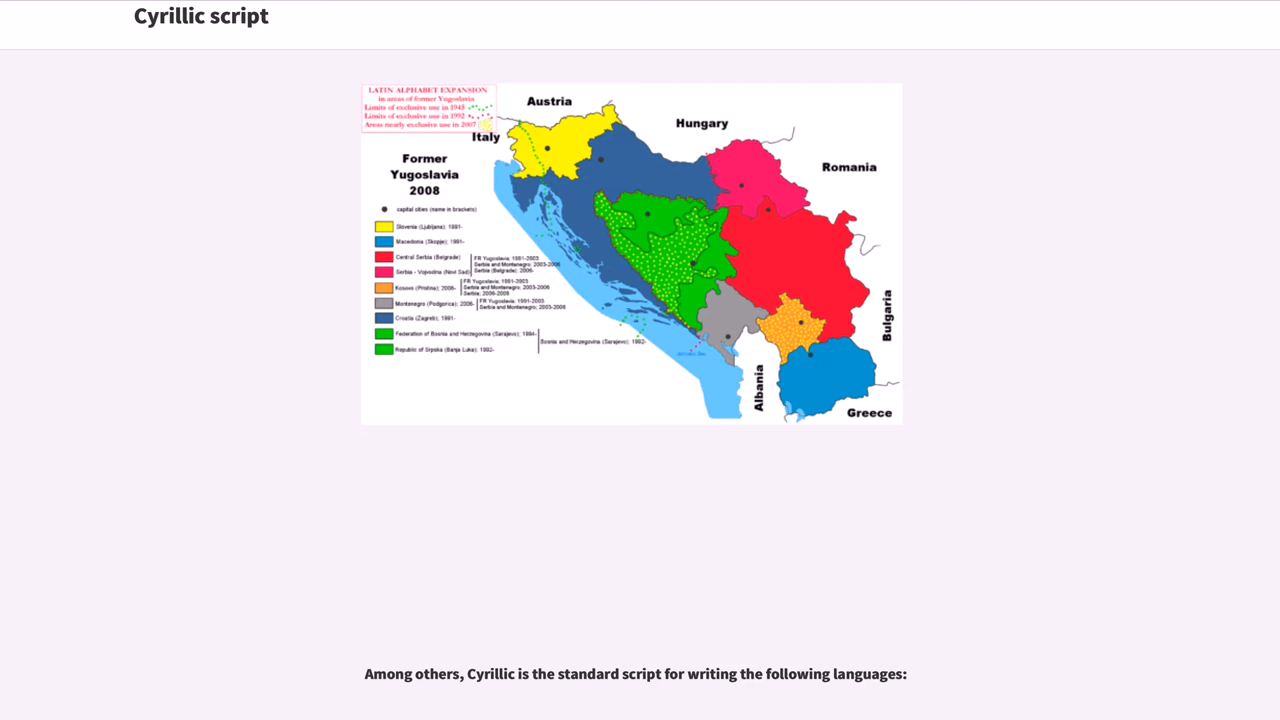 Cyrillic script
LATIN ALPHABET EXPANSION
in areas of former Yugoslavia
Limits of exclusive use in 1945
Limits of exclusive use in 1992
Areas nearly exclusive use in 2007
Austria
Hungary
Italy
Romania
Former
Yugoslavia
2008
capital cities (name in brackets)
Slovenia (Ljubljana); 1991-
Macedonia (Skopje); 1991-
Central Serbia (Belgrade)
Serbia - Vojvodina (Novi Sad)
FR Yugoslavia; 1991-2003
Serbia and Montenegro; 2003-2006
Serbia (Belgrade); 2006-
Kosovo (Pristina); 2008-
FR Yugoslavia; 1991-2003
Serbia and Montenegro; 2003-2006
Serbia; 2006-2008
Montenegro (Podgorica); 2006-
FR Yugoslavia; 1991-2003
Serbia and Montenegro; 2003-2006
Croatia (Zagreb); 1991-
Federation of Bosnia and Herzegovina (Sarajevo); 1994-
Republic of Srpska (Banja Luka); 1992-
Bosnia and Herzegovina (Sarajevo); 1992-
Bulgaria
Albania
Greece
Among others, Cyrillic is the standard script for writing the following languages: